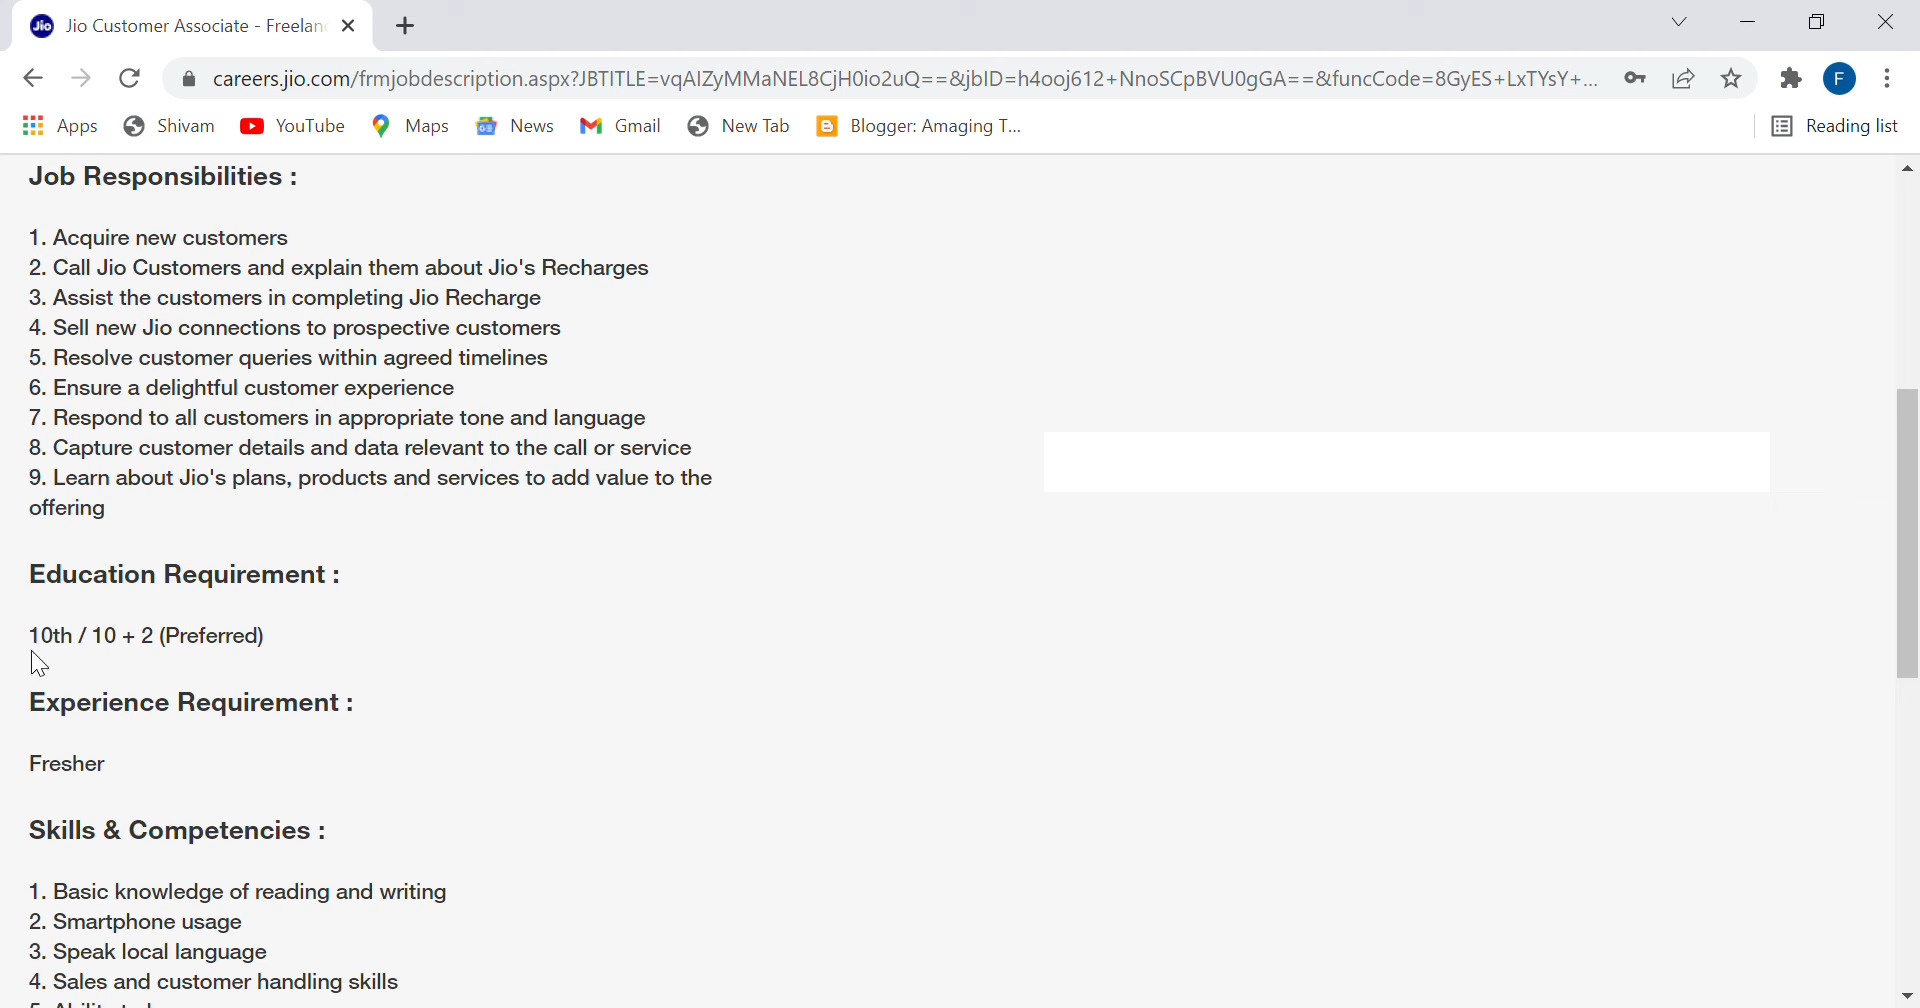 Jio Customer Associate - Freelan
careers.jio.com/frmjobdescription.aspx?JBTITLE=vqAIZyMMaNEL8CjH0io2uQ==&jbID=h4ooj612+NnoSCpBVU0gGA==&funcCode=8GyES+LxTYsY+...
F
Apps Shivam YouTube Maps News Gmail New Tab Blogger: Amaging T... Reading list
Job Responsibilities :
1. Acquire new customers
2. Call Jio Customers and explain them about Jio's Recharges
3. Assist the customers in completing Jio Recharge
4. Sell new Jio connections to prospective customers
5. Resolve customer queries within agreed timelines
6. Ensure a delightful customer experience
7. Respond to all customers in appropriate tone and language
8. Capture customer details and data relevant to the call or service
9. Learn about Jio's plans, products and services to add value to the
offering
Education Requirement :
10th / 10 + 2 (Preferred)
Experience Requirement :
Fresher
Skills & Competencies :
1. Basic knowledge of reading and writing
2. Smartphone usage
3. Speak local language
4. Sales and customer handling skills